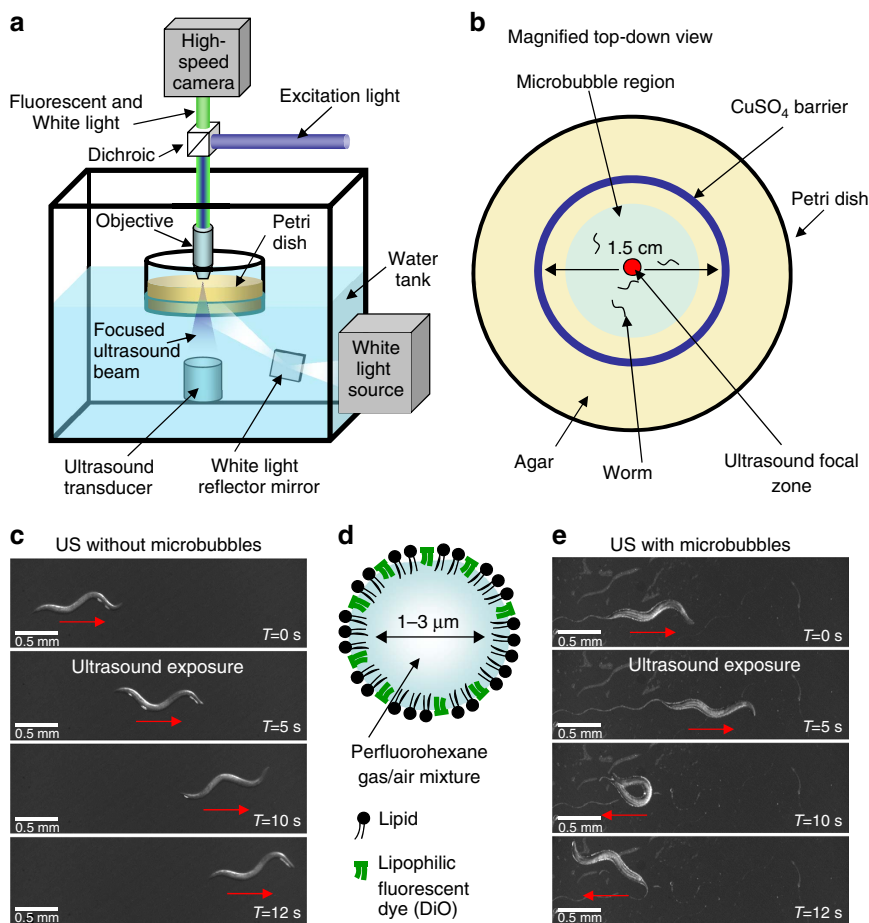 a
High-
speed
camera
Fluorescent and
White light
Excitation light
Dichroic
Objective
Petri
dish
Water
tank
Focused
ultrasound
beam
White
light
source
Ultrasound
transducer
White light
reflector mirror
b
Magnified top-down view
Microbubble region
CuSO4 barrier
Petri dish
1.5 cm
Agar
Worm
Ultrasound focal
zone
c
US without microbubbles
0.5 mm
T=0 s
Ultrasound exposure
0.5 mm
T=5 s
0.5 mm
T=10 s
0.5 mm
T=12 s
d
1–3 μm
Perfluorohexane
gas/air mixture
Lipid
Lipophilic
fluorescent
dye (DiO)
e
US with microbubbles
0.5 mm
T=0 s
Ultrasound exposure
0.5 mm
T=5 s
0.5 mm
T=10 s
0.5 mm
T=12 s